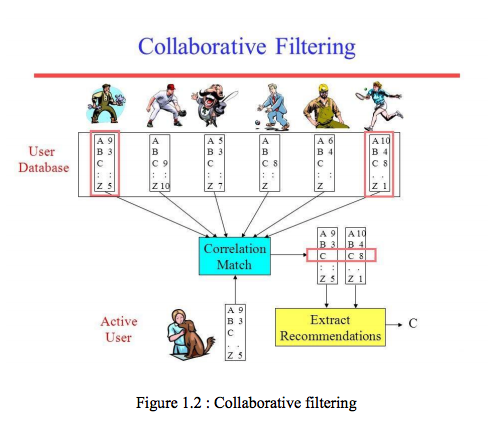 Collaborative Filtering
User
Database
A 9
B 3
C
: :
Z 5
A
B
C 9
: :
Z 10
A 5
B 3
C
: :
Z 7
A
B
C 8
: :
Z
A 6
B 4
C
: :
Z
A 10
B 4
C 8
. .
Z 1
Correlation
Match
A 9
B 3
C
: :
Z 5
A 10
B 4
C 8
. .
Z 1
Active
User
A 9
B 3
C
. .
Z 5
Extract
Recommendations
C
Figure 1.2 : Collaborative filtering